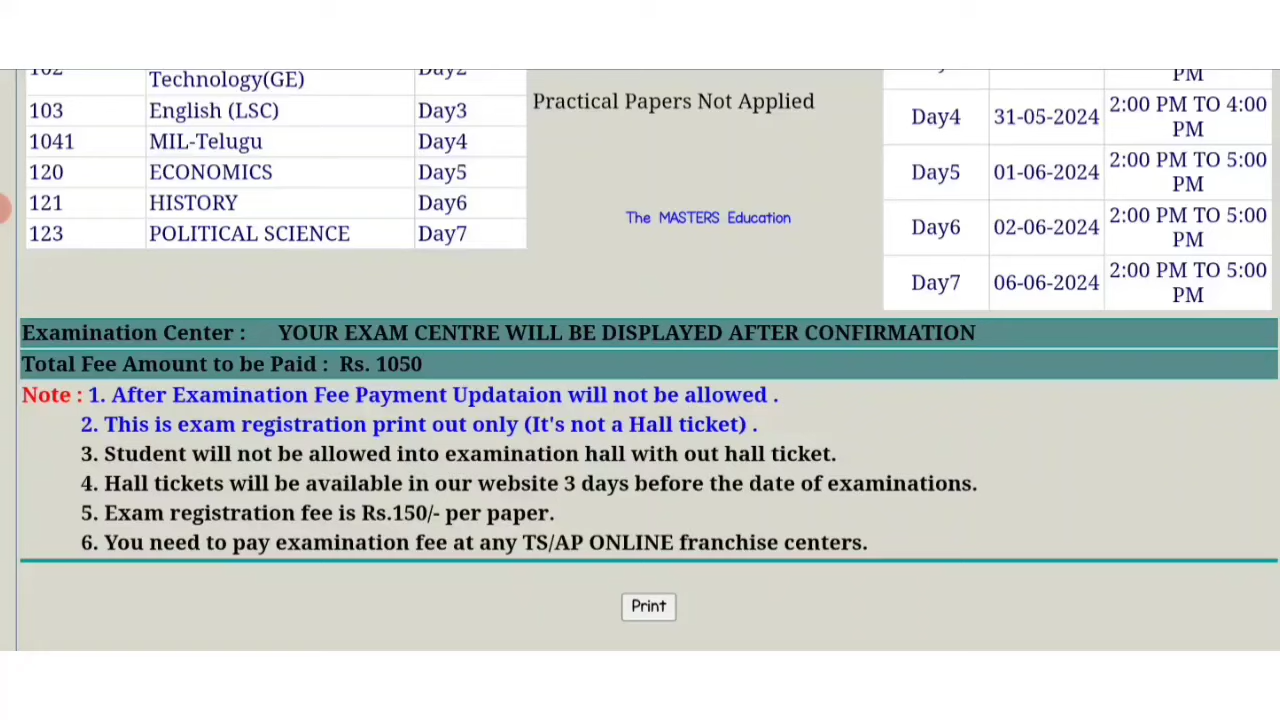 Technology(GE)
103 English (LSC) Day3
1041 MIL-Telugu Day4
120 ECONOMICS Day5
121 HISTORY Day6
123 POLITICAL SCIENCE Day7
Practical Papers Not Applied
The MASTERS Education
PM
Day4 31-05-2024 2:00 PM TO 4:00
PM
Day5 01-06-2024 2:00 PM TO 5:00
PM
Day6 02-06-2024 2:00 PM TO 5:00
PM
Day7 06-06-2024 2:00 PM TO 5:00
PM
Examination Center : YOUR EXAM CENTRE WILL BE DISPLAYED AFTER CONFIRMATION
Total Fee Amount to be Paid : Rs. 1050
Note : 1. After Examination Fee Payment Updataion will not be allowed .
2. This is exam registration print out only (It's not a Hall ticket) .
3. Student will not be allowed into examination hall with out hall ticket.
4. Hall tickets will be available in our website 3 days before the date of examinations.
5. Exam registration fee is Rs.150/- per paper.
6. You need to pay examination fee at any TS/AP ONLINE franchise centers.
Print